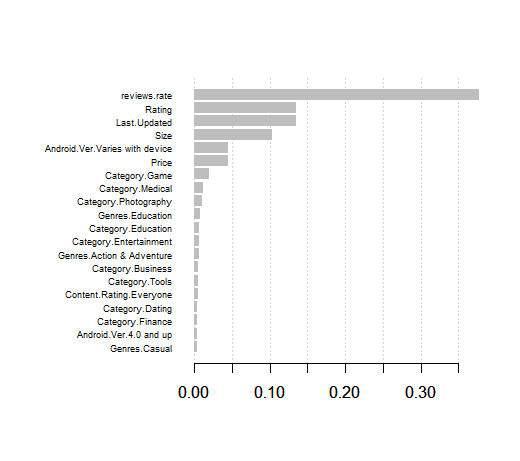 reviews.rate
Rating
Last.Updated
Size
Android.Ver.Varies with device
Price
Category.Game
Category.Medical
Category.Photography
Genres.Education
Category.Education
Category.Entertainment
Genres.Action & Adventure
Category.Business
Category.Tools
Content.Rating.Everyone
Category.Dating
Category.Finance
Android.Ver.4.0 and up
Genres.Casual
0.00 0.10 0.20 0.30